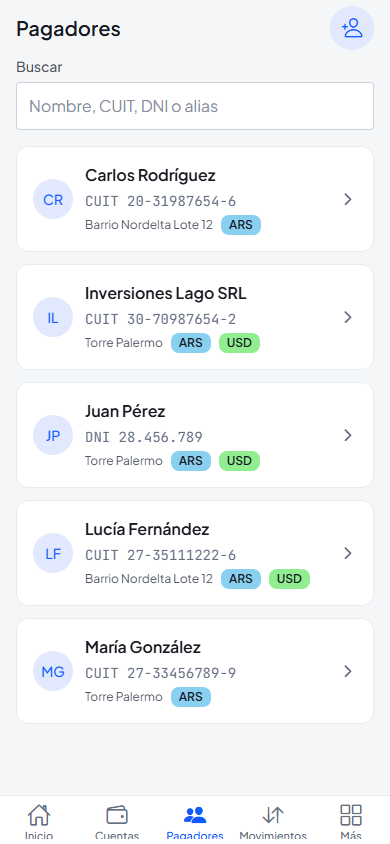 Pagadores
Buscar
Nombre, CUIT, DNI o alias
CR
Carlos Rodríguez
CUIT 20-31987654-6
Barrio Nordelta Lote 12 ARS
IL
Inversiones Lago SRL
CUIT 30-70987654-2
Torre Palermo ARS USD
JP
Juan Pérez
DNI 28.456.789
Torre Palermo ARS USD
LF
Lucía Fernández
CUIT 27-35111222-6
Barrio Nordelta Lote 12 ARS USD
MG
María González
CUIT 27-33456789-9
Torre Palermo ARS
Inicio Cuentas Pagadores Movimientos Más